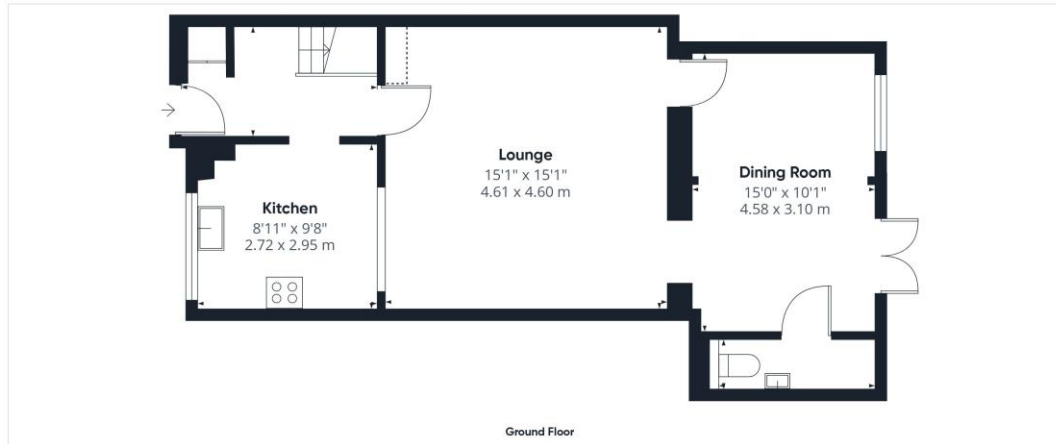 Lounge
15'1" x 15'1"
4.61 x 4.60 m
Dining Room
15'0" x 10'1"
4.58 x 3.10 m
Kitchen
8'11" x 9'8"
2.72 x 2.95 m
Ground Floor